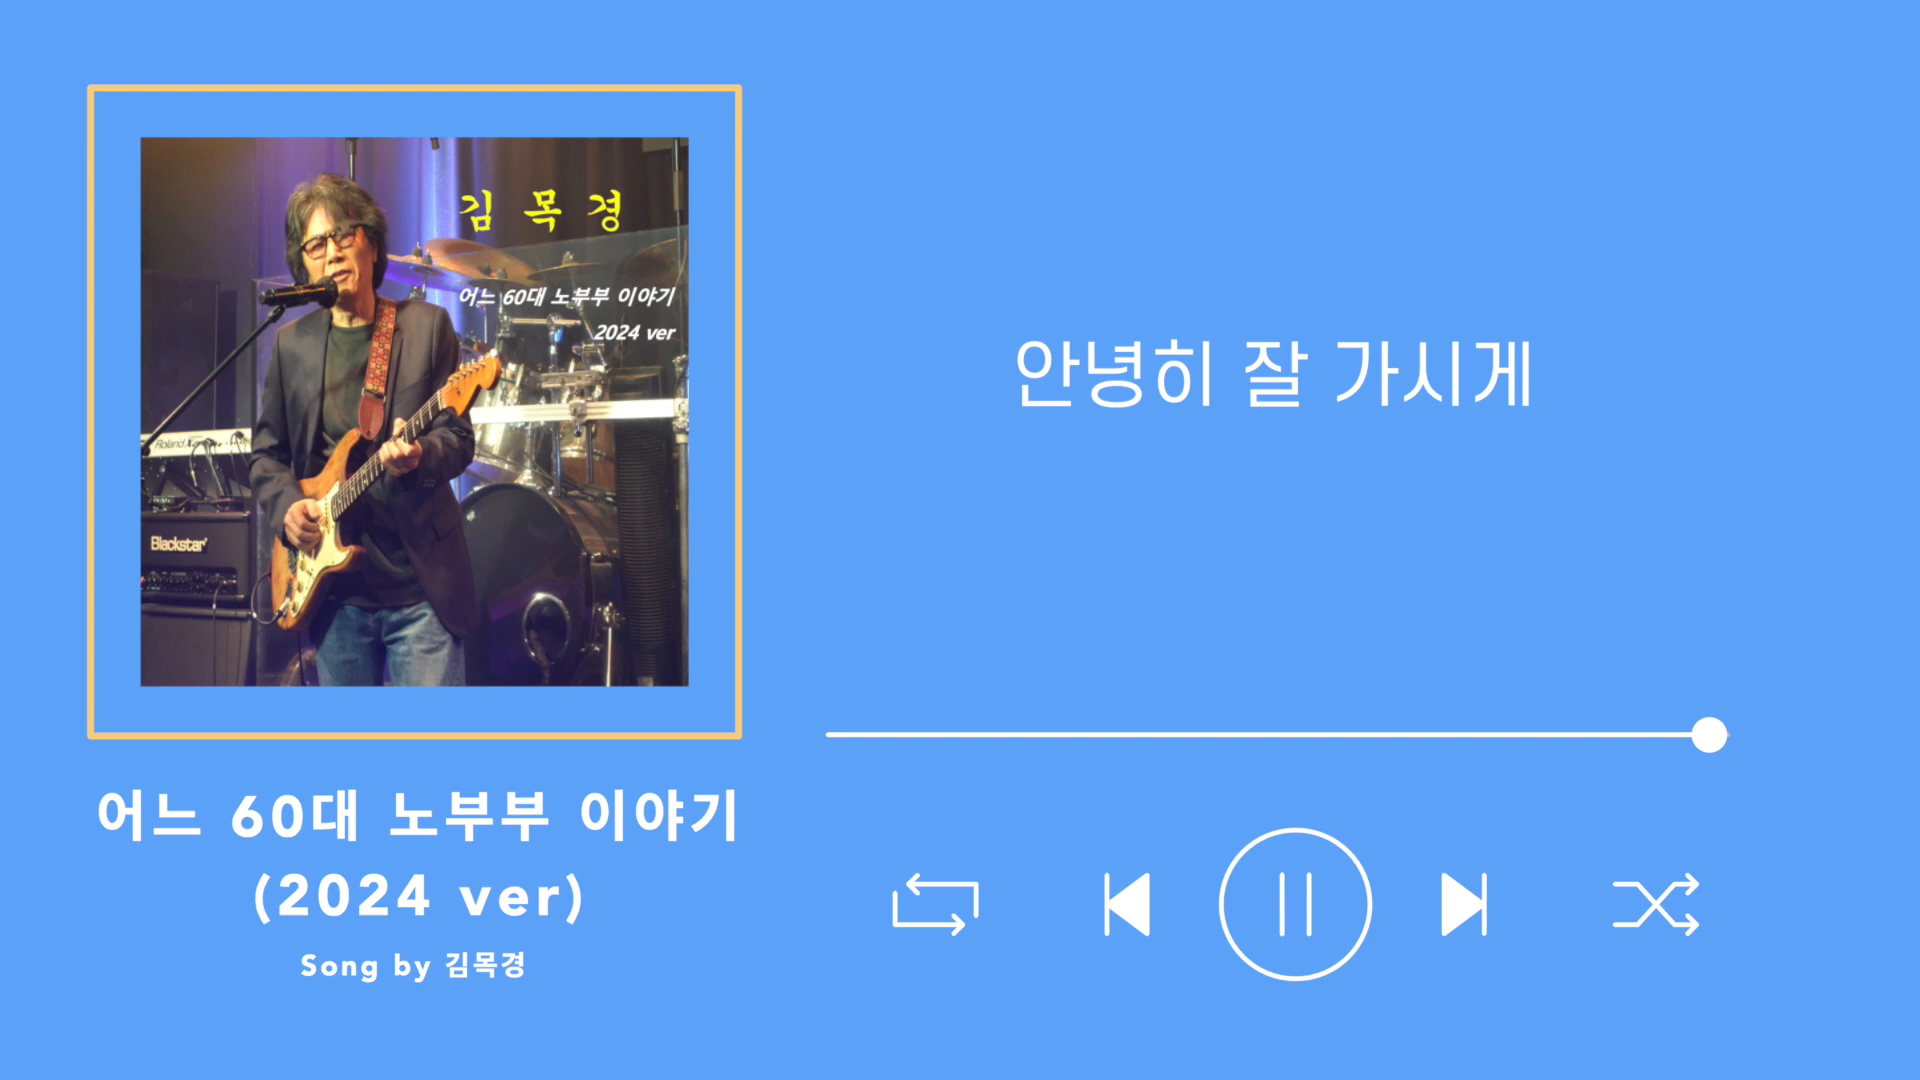 김 목 경
어느 60대 노부부 이야기
2024 ver
Roland
Blackstar
안녕히 잘 가시게
어느 60대 노부부 이야기
(2024 ver)
Song by 김목경